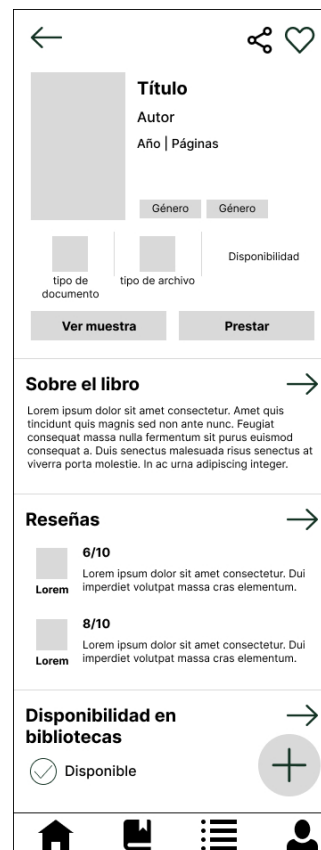 Título
Autor
Año | Páginas
Género Género
tipo de
documento
tipo de archivo
Disponibilidad
Ver muestra Prestar
Sobre el libro
Lorem ipsum dolor sit amet consectetur. Amet quis
tincidunt quis magnis sed non ante nunc. Feugiat
consequat massa nulla fermentum sit purus euismod
consequat a. Duis senectus malesuada risus senectus at
viverra porta molestie. In ac urna adipiscing integer.
Reseñas
6/10
Lorem ipsum dolor sit amet consectetur. Dui
imperdiet volutpat massa cras elementum.
Lorem
8/10
Lorem ipsum dolor sit amet consectetur. Dui
imperdiet volutpat massa cras elementum.
Lorem
Disponibilidad en
bibliotecas
Disponible